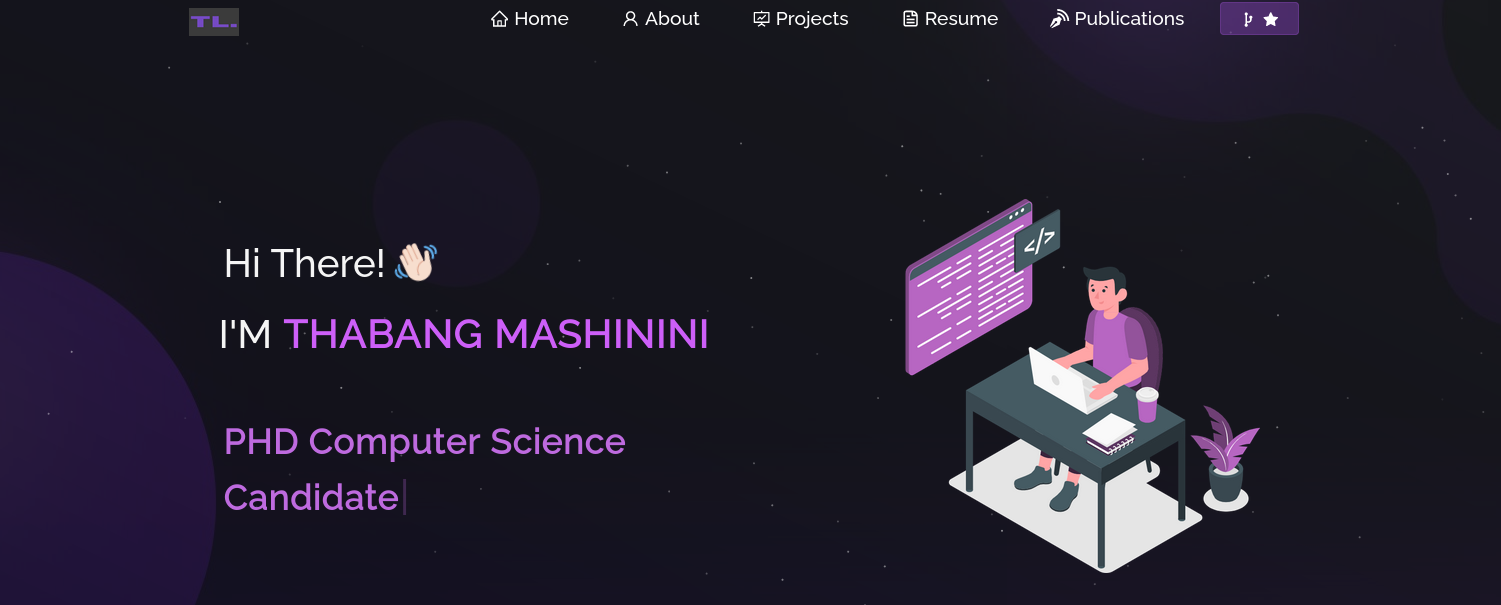 TL.
Home
About
Projects
Resume
Publications
Hi There! 👋🏻
I'M THABANG MASHININI
PHD Computer Science
Candidate
</>